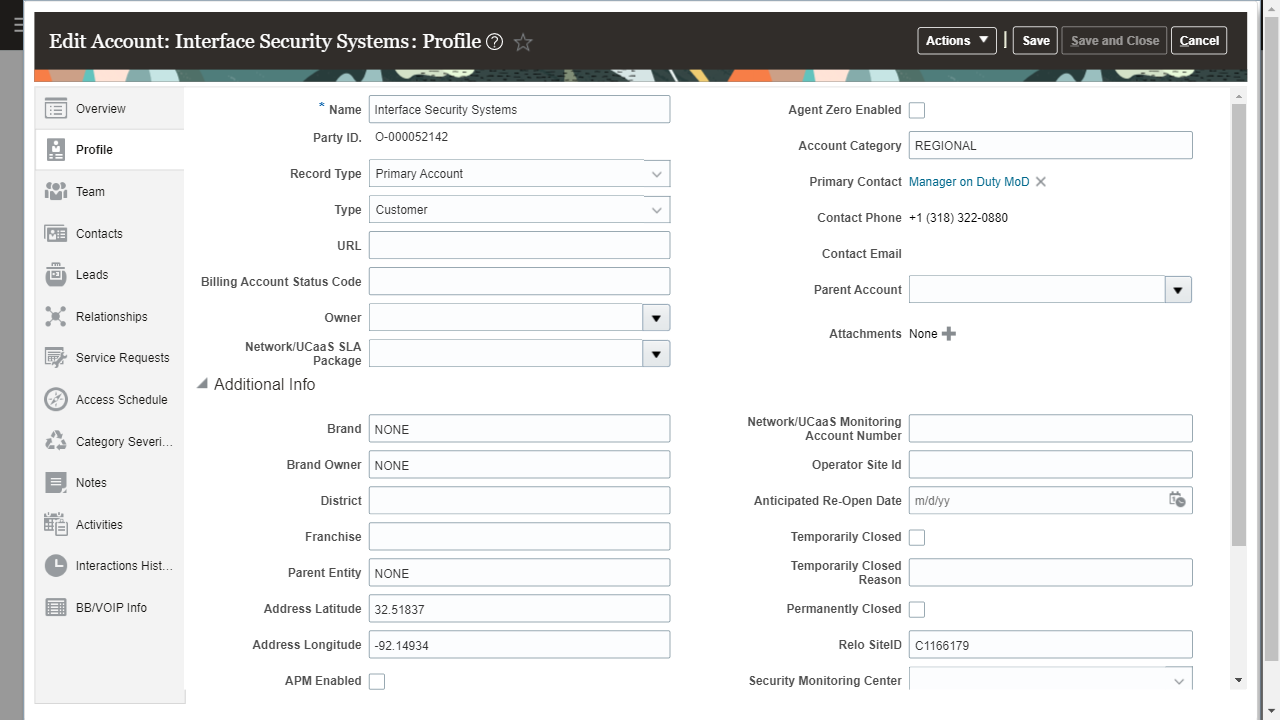 Edit Account: Interface Security Systems: Profile
Actions
Save
Save and Close
Cancel
Overview
Profile
Team
Contacts
Leads
Relationships
Service Requests
Access Schedule
Category Severi...
Notes
Activities
Interactions Hist...
BB/VOIP Info
* Name Interface Security Systems
Party ID. O-000052142
Record Type Primary Account
Type Customer
URL
Billing Account Status Code
Owner
Network/UCaaS SLA
Package
Agent Zero Enabled
Account Category REGIONAL
Primary Contact Manager on Duty MoD
Contact Phone +1 (318) 322-0880
Contact Email
Parent Account
Attachments None
Additional Info
Brand NONE
Brand Owner NONE
District
Franchise
Parent Entity NONE
Address Latitude 32.51837
Address Longitude -92.14934
APM Enabled
Network/UCaaS Monitoring
Account Number
Operator Site Id
Anticipated Re-Open Date m/d/yy
Temporarily Closed
Temporarily Closed
Reason
Permanently Closed
Relo SiteID C1166179
Security Monitoring Center